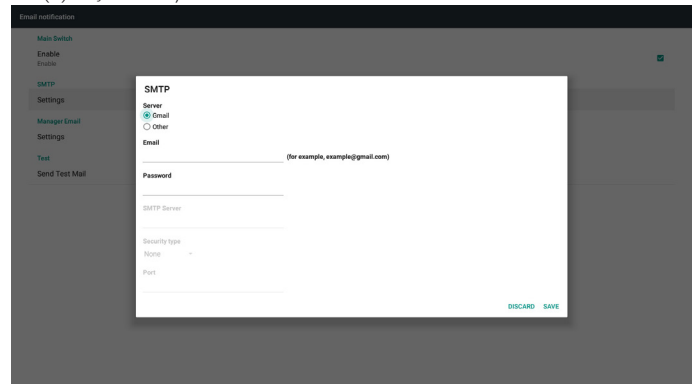 Email notification
Main Switch
Enable
Enable
SMTP
Settings
Manager Email
Settings
Test
Send Test Mail
SMTP
Server
Gmail
Other
Email
(for example, example@gmail.com)
Password
SMTP Server
Security type
None
Port
DISCARD SAVE